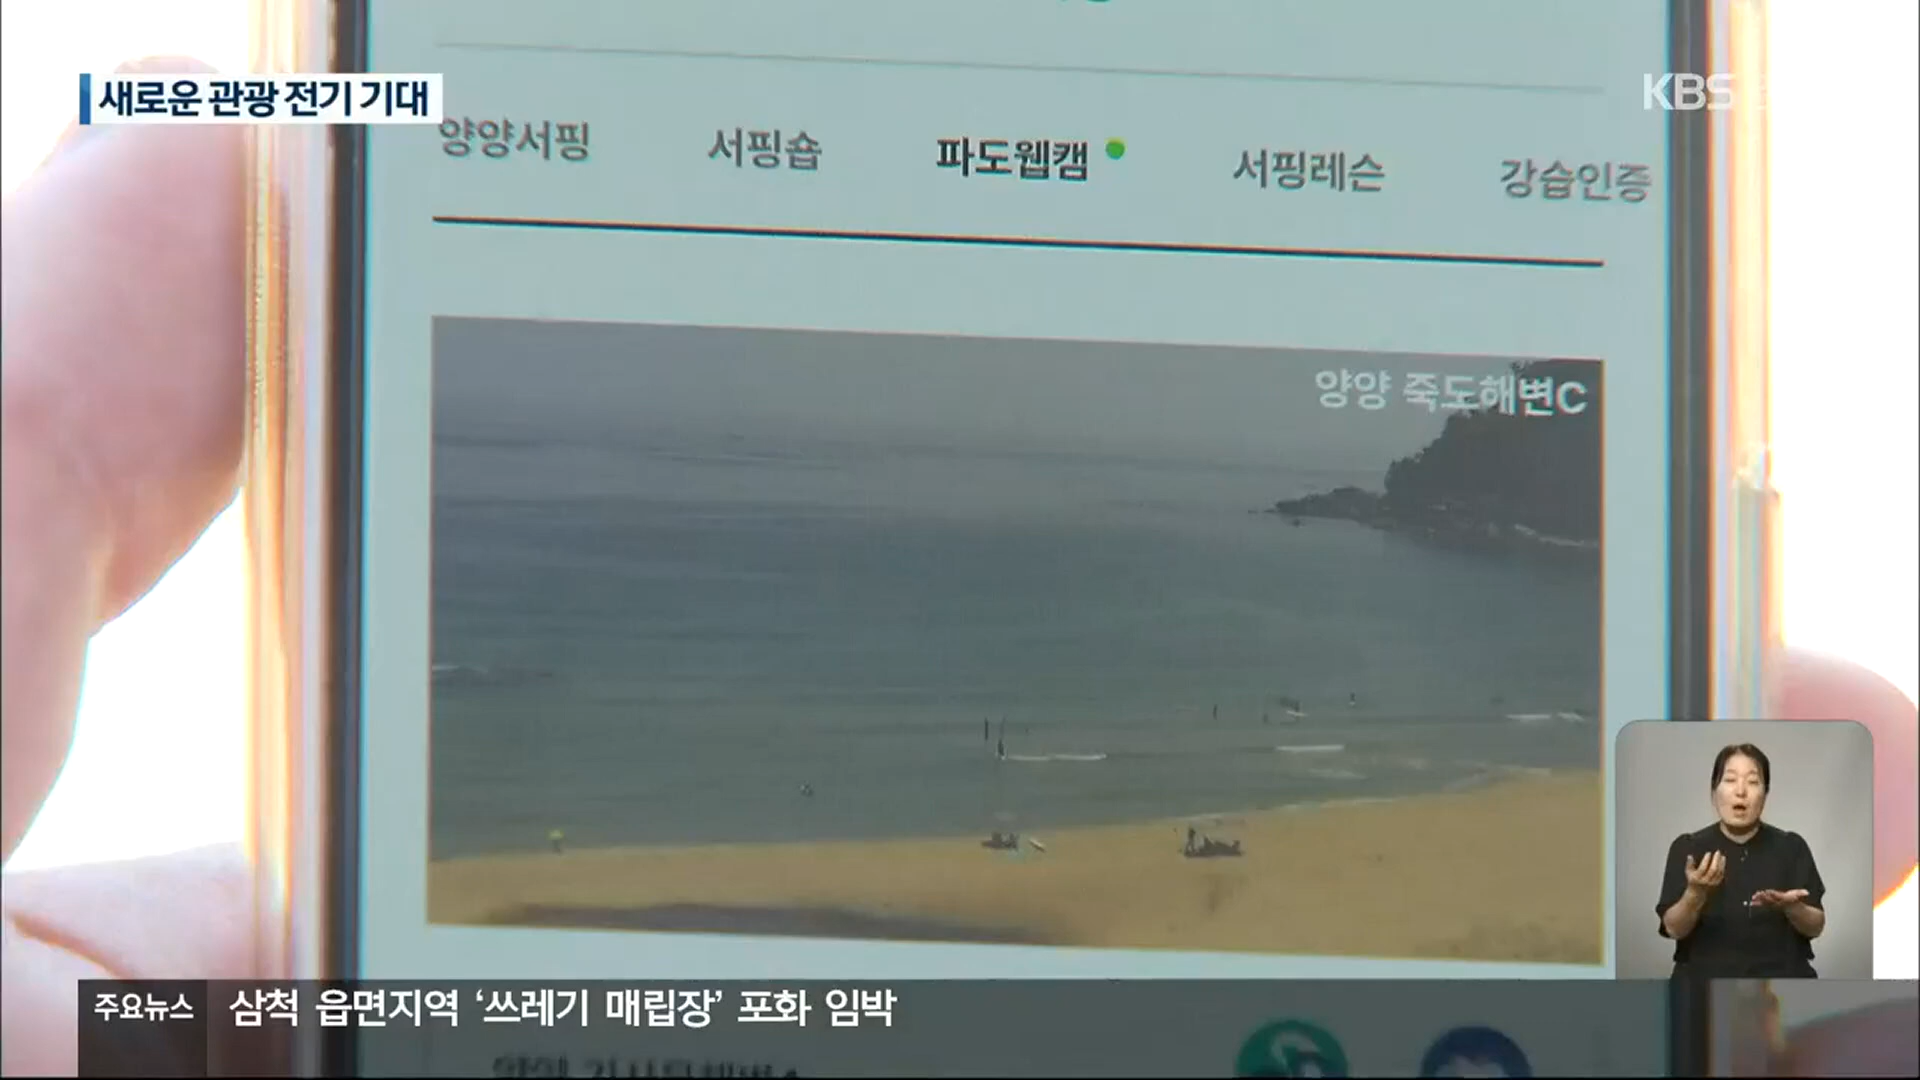 새로운 관광 전기 기대
KBS
양양서핑 서핑숍 파도웹캠 서핑레슨 강습인증
양양 죽도해변C
주요뉴스 삼척 읍면지역 ‘쓰레기 매립장’ 포화 임박